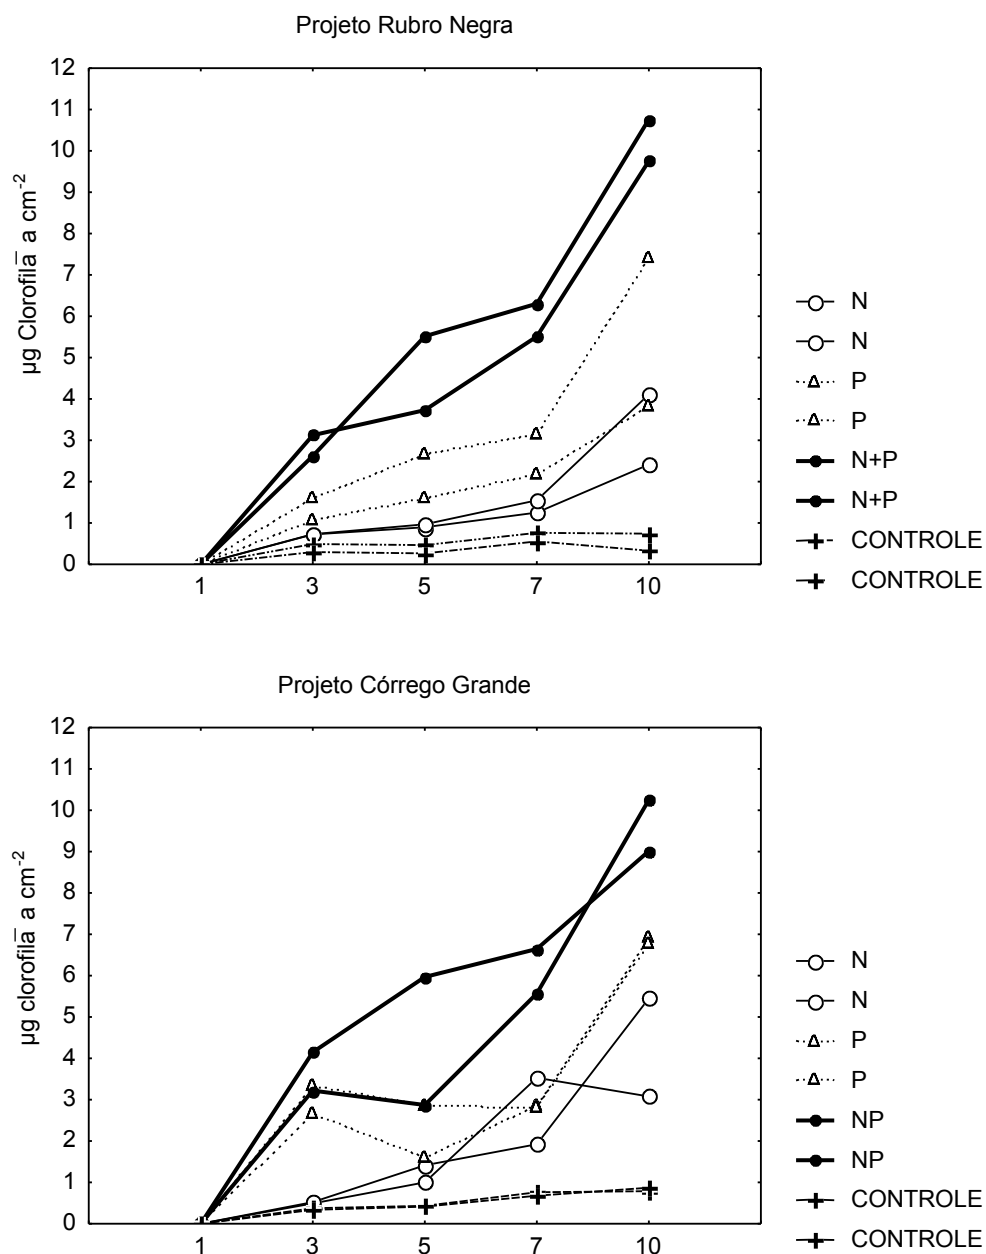 Projeto Rubro Negra
12
11
10
9
8
7
6
5
4
3
2
1
0
µg Clorofila a cm-2
1 3 5 7 10
N
N
P
P
N+P
N+P
CONTROLE
CONTROLE
Projeto Córrego Grande
12
11
10
9
8
7
6
5
4
3
2
1
0
µg clorofila a cm-2
1 3 5 7 10
N
N
P
P
NP
NP
CONTROLE
CONTROLE